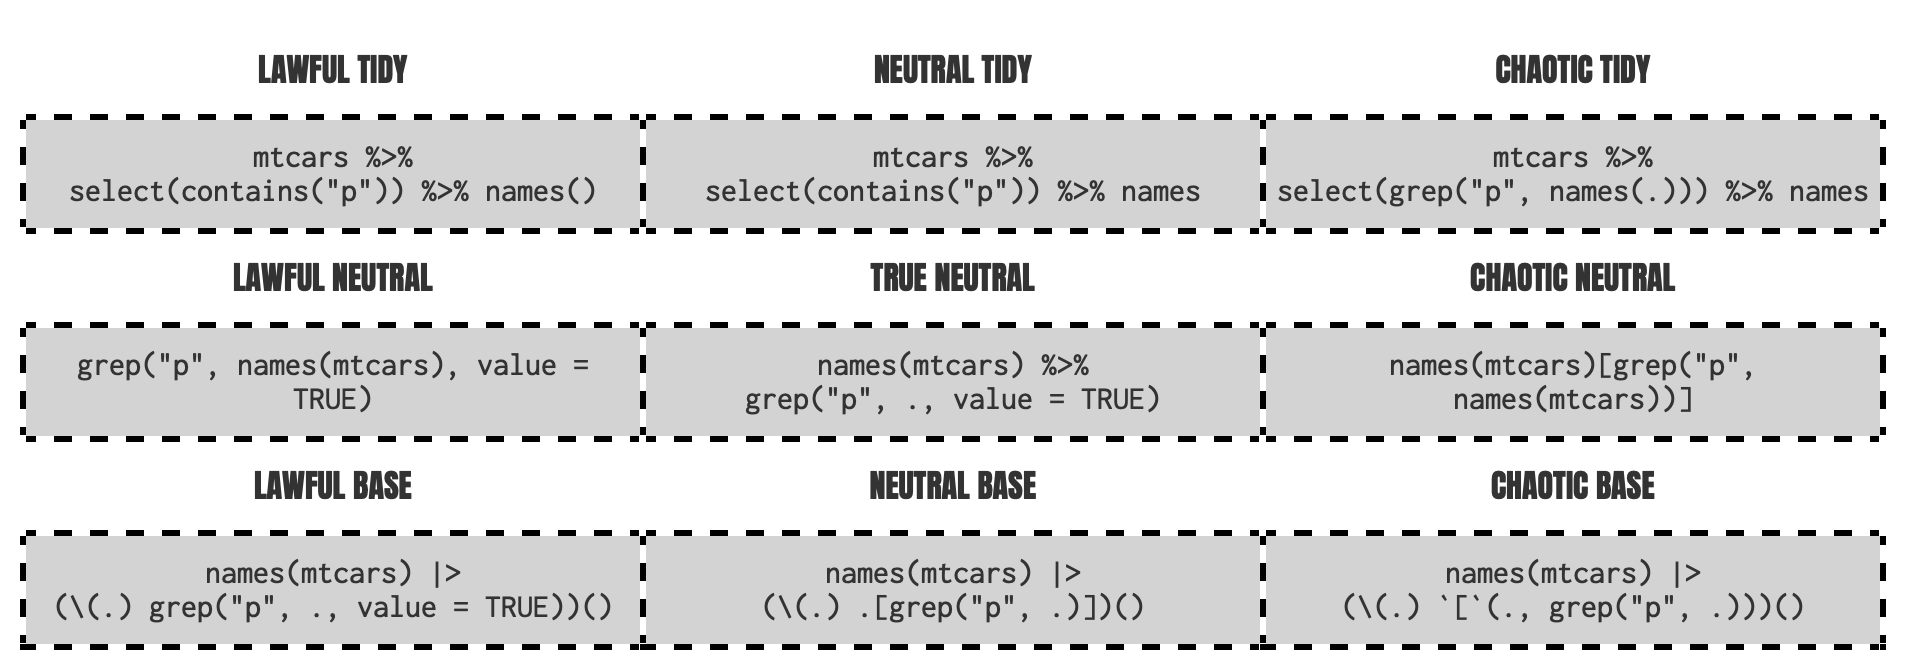 LAWFUL TIDY
NEUTRAL TIDY
CHAOTIC TIDY
mtcars %>%
select(contains("p")) %>% names()
mtcars %>%
select(contains("p")) %>% names
mtcars %>%
select(grep("p", names(.))) %>% names
LAWFUL NEUTRAL
TRUE NEUTRAL
CHAOTIC NEUTRAL
grep("p", names(mtcars), value =
TRUE)
names(mtcars) %>%
grep("p", ., value = TRUE)
names(mtcars)[grep("p",
names(mtcars))]
LAWFUL BASE
NEUTRAL BASE
CHAOTIC BASE
names(mtcars) |>
(\(.) grep("p", ., value = TRUE))()
names(mtcars) |>
(\(.) .[grep("p", .)])()
names(mtcars) |>
(\(.) `[`(., grep("p", .)))()